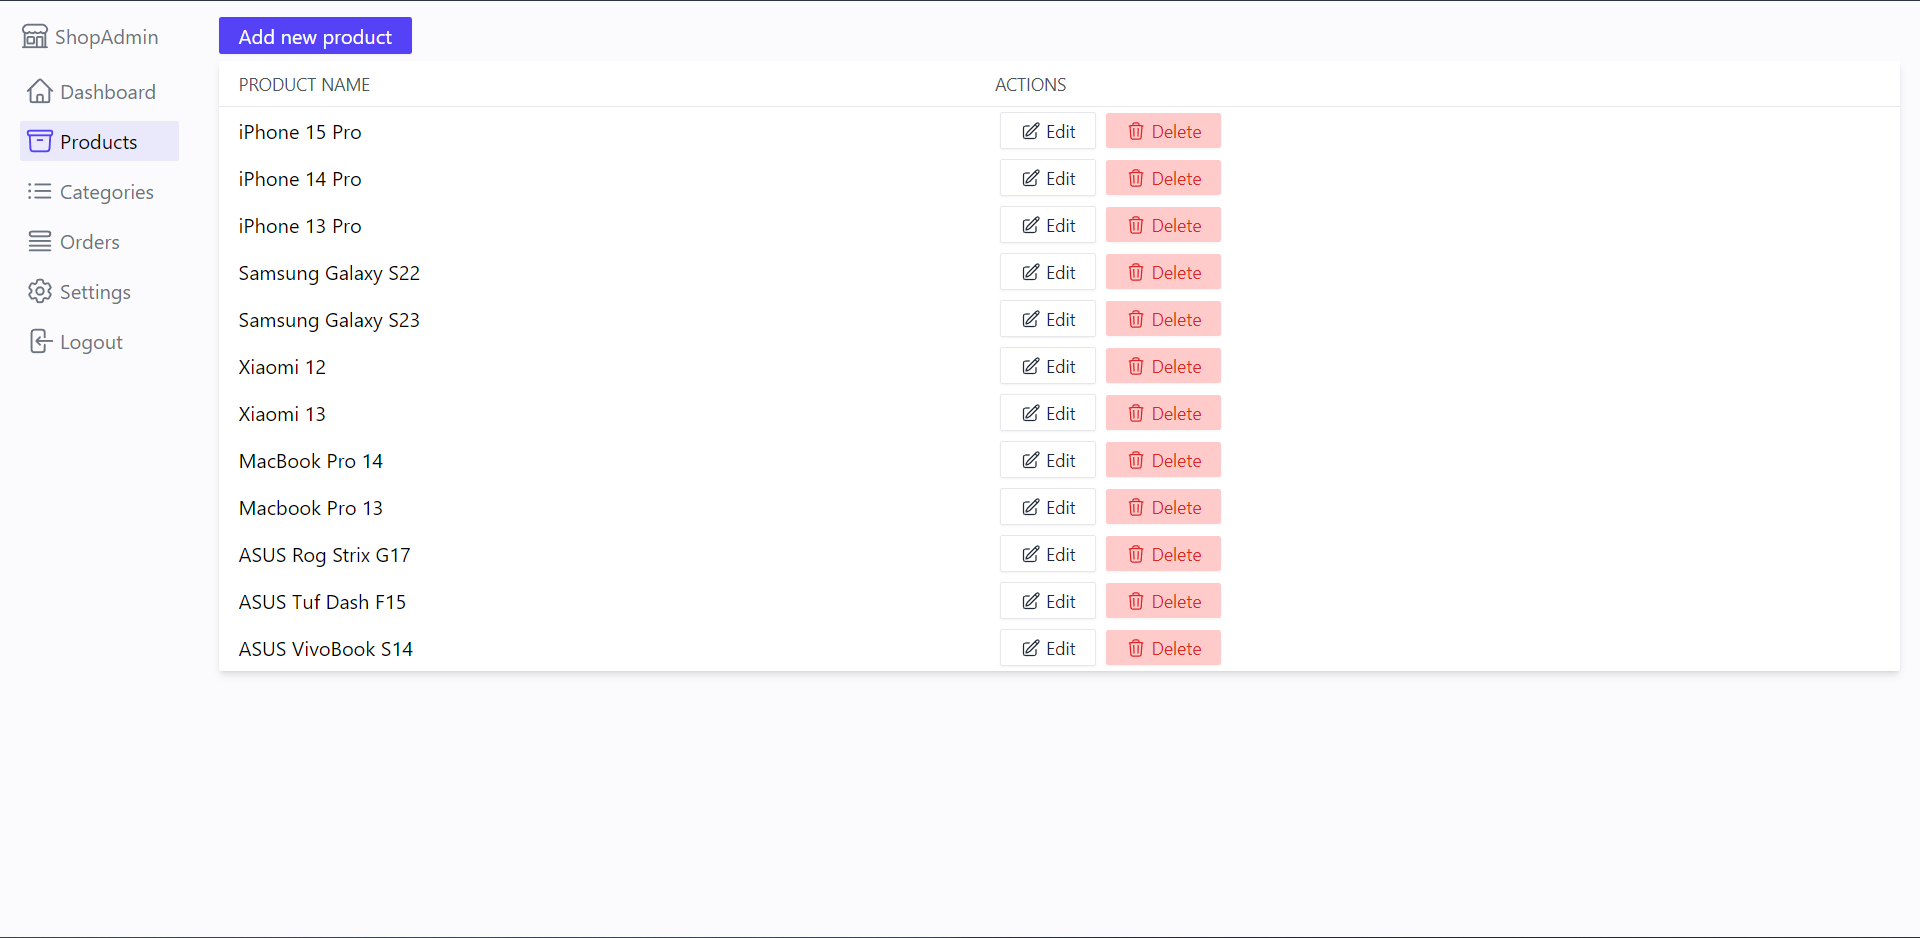 ShopAdmin
Dashboard
Products
Categories
Orders
Settings
Logout
Add new product
PRODUCT NAME ACTIONS
iPhone 15 Pro Edit Delete
iPhone 14 Pro Edit Delete
iPhone 13 Pro Edit Delete
Samsung Galaxy S22 Edit Delete
Samsung Galaxy S23 Edit Delete
Xiaomi 12 Edit Delete
Xiaomi 13 Edit Delete
MacBook Pro 14 Edit Delete
Macbook Pro 13 Edit Delete
ASUS Rog Strix G17 Edit Delete
ASUS Tuf Dash F15 Edit Delete
ASUS VivoBook S14 Edit Delete